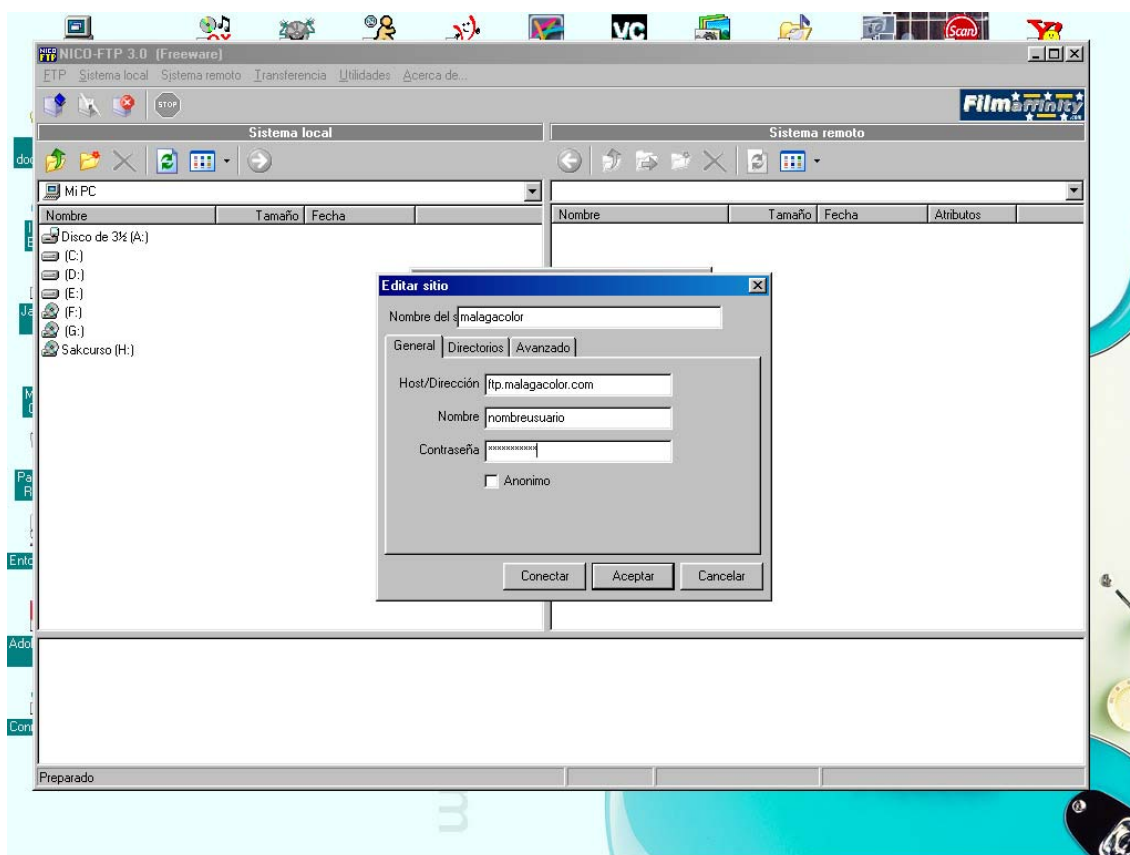 VC
Scan
NICO-FTP 3.0 (Freeware)
FTP Sistema local Sistema remoto Transferencia Utilidades Acerca de...
STOP
Filmaffinity
.com
Sistema local Sistema remoto
Mi PC
Nombre Tamaño Fecha
Nombre Tamaño Fecha Atributos
Disco de 3½ (A:)
(C:)
(D:)
(E:)
(F:)
(G:)
Sakcurso (H:)
Editar sitio
Nombre del s malagacolor
General Directorios Avanzado
Host/Dirección ftp.malagacolor.com
Nombre nombreusuario
Contraseña ***********
Anonimo
Conectar Aceptar Cancelar
Preparado